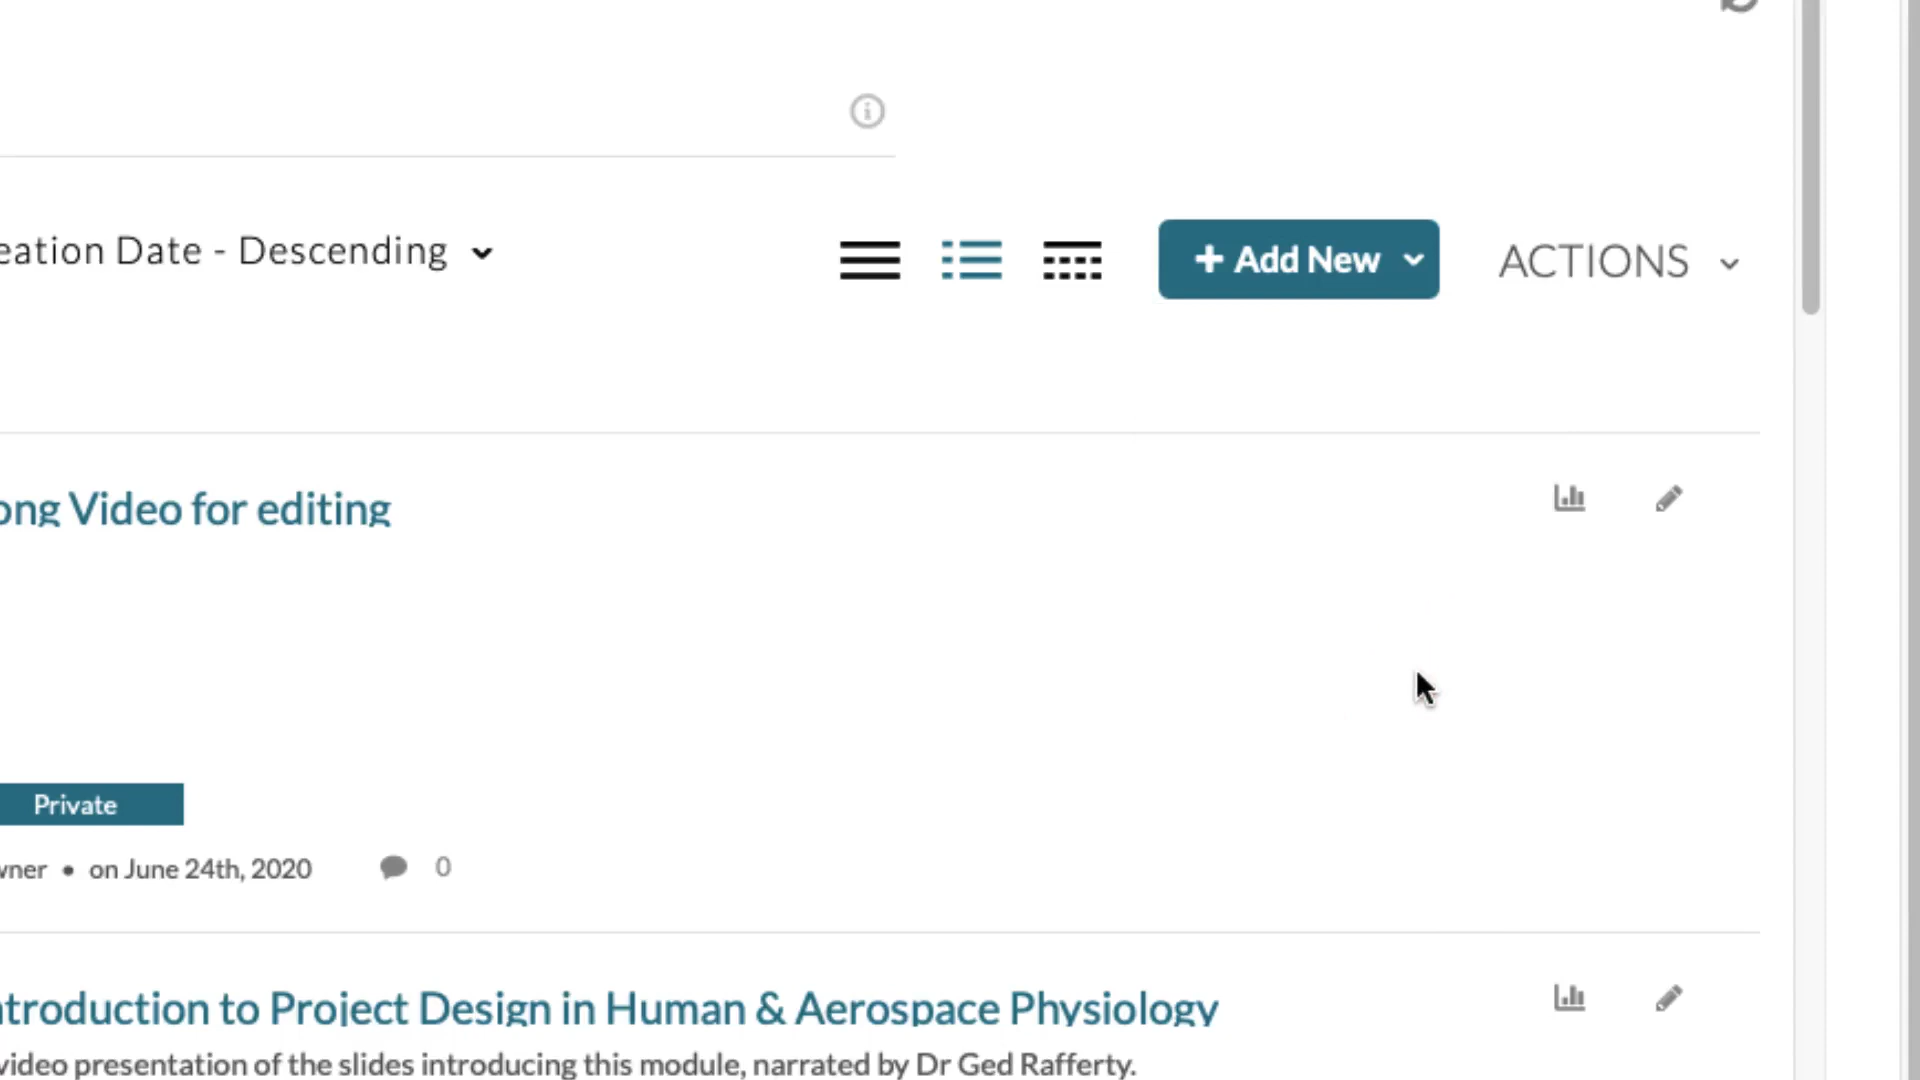 eation Date - Descending
+ Add New
ACTIONS
ong Video for editing
Private
wner • on June 24th, 2020 0
ntroduction to Project Design in Human & Aerospace Physiology
video presentation of the slides introducing this module, narrated by Dr Ged Rafferty.